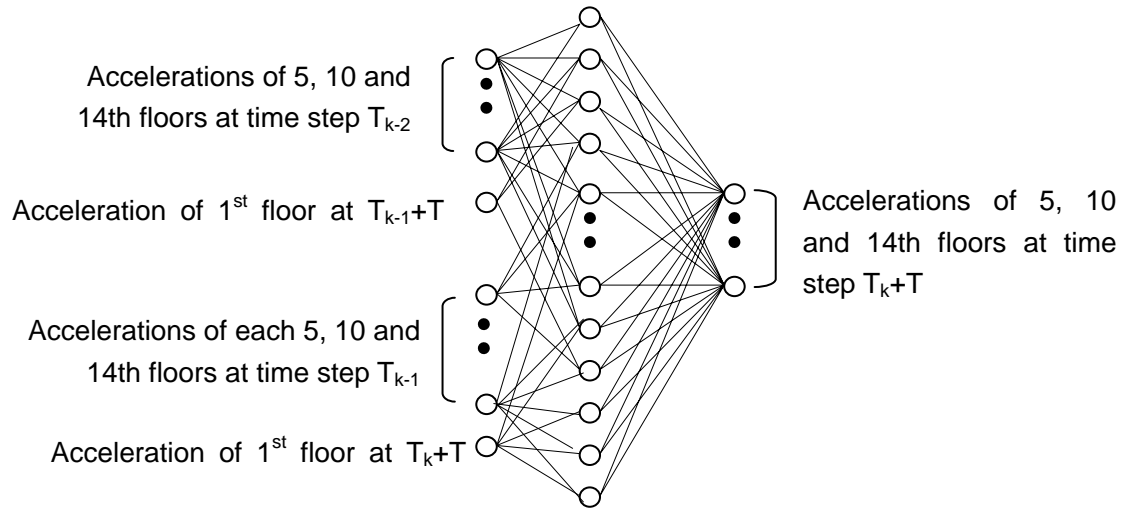 Accelerations of 5, 10 and
14th floors at time step Tk-2
Acceleration of 1st floor at Tk-1+T
Accelerations of each 5, 10 and
14th floors at time step Tk-1
Acceleration of 1st floor at Tk+T
Accelerations of 5, 10
and 14th floors at time
step Tk+T